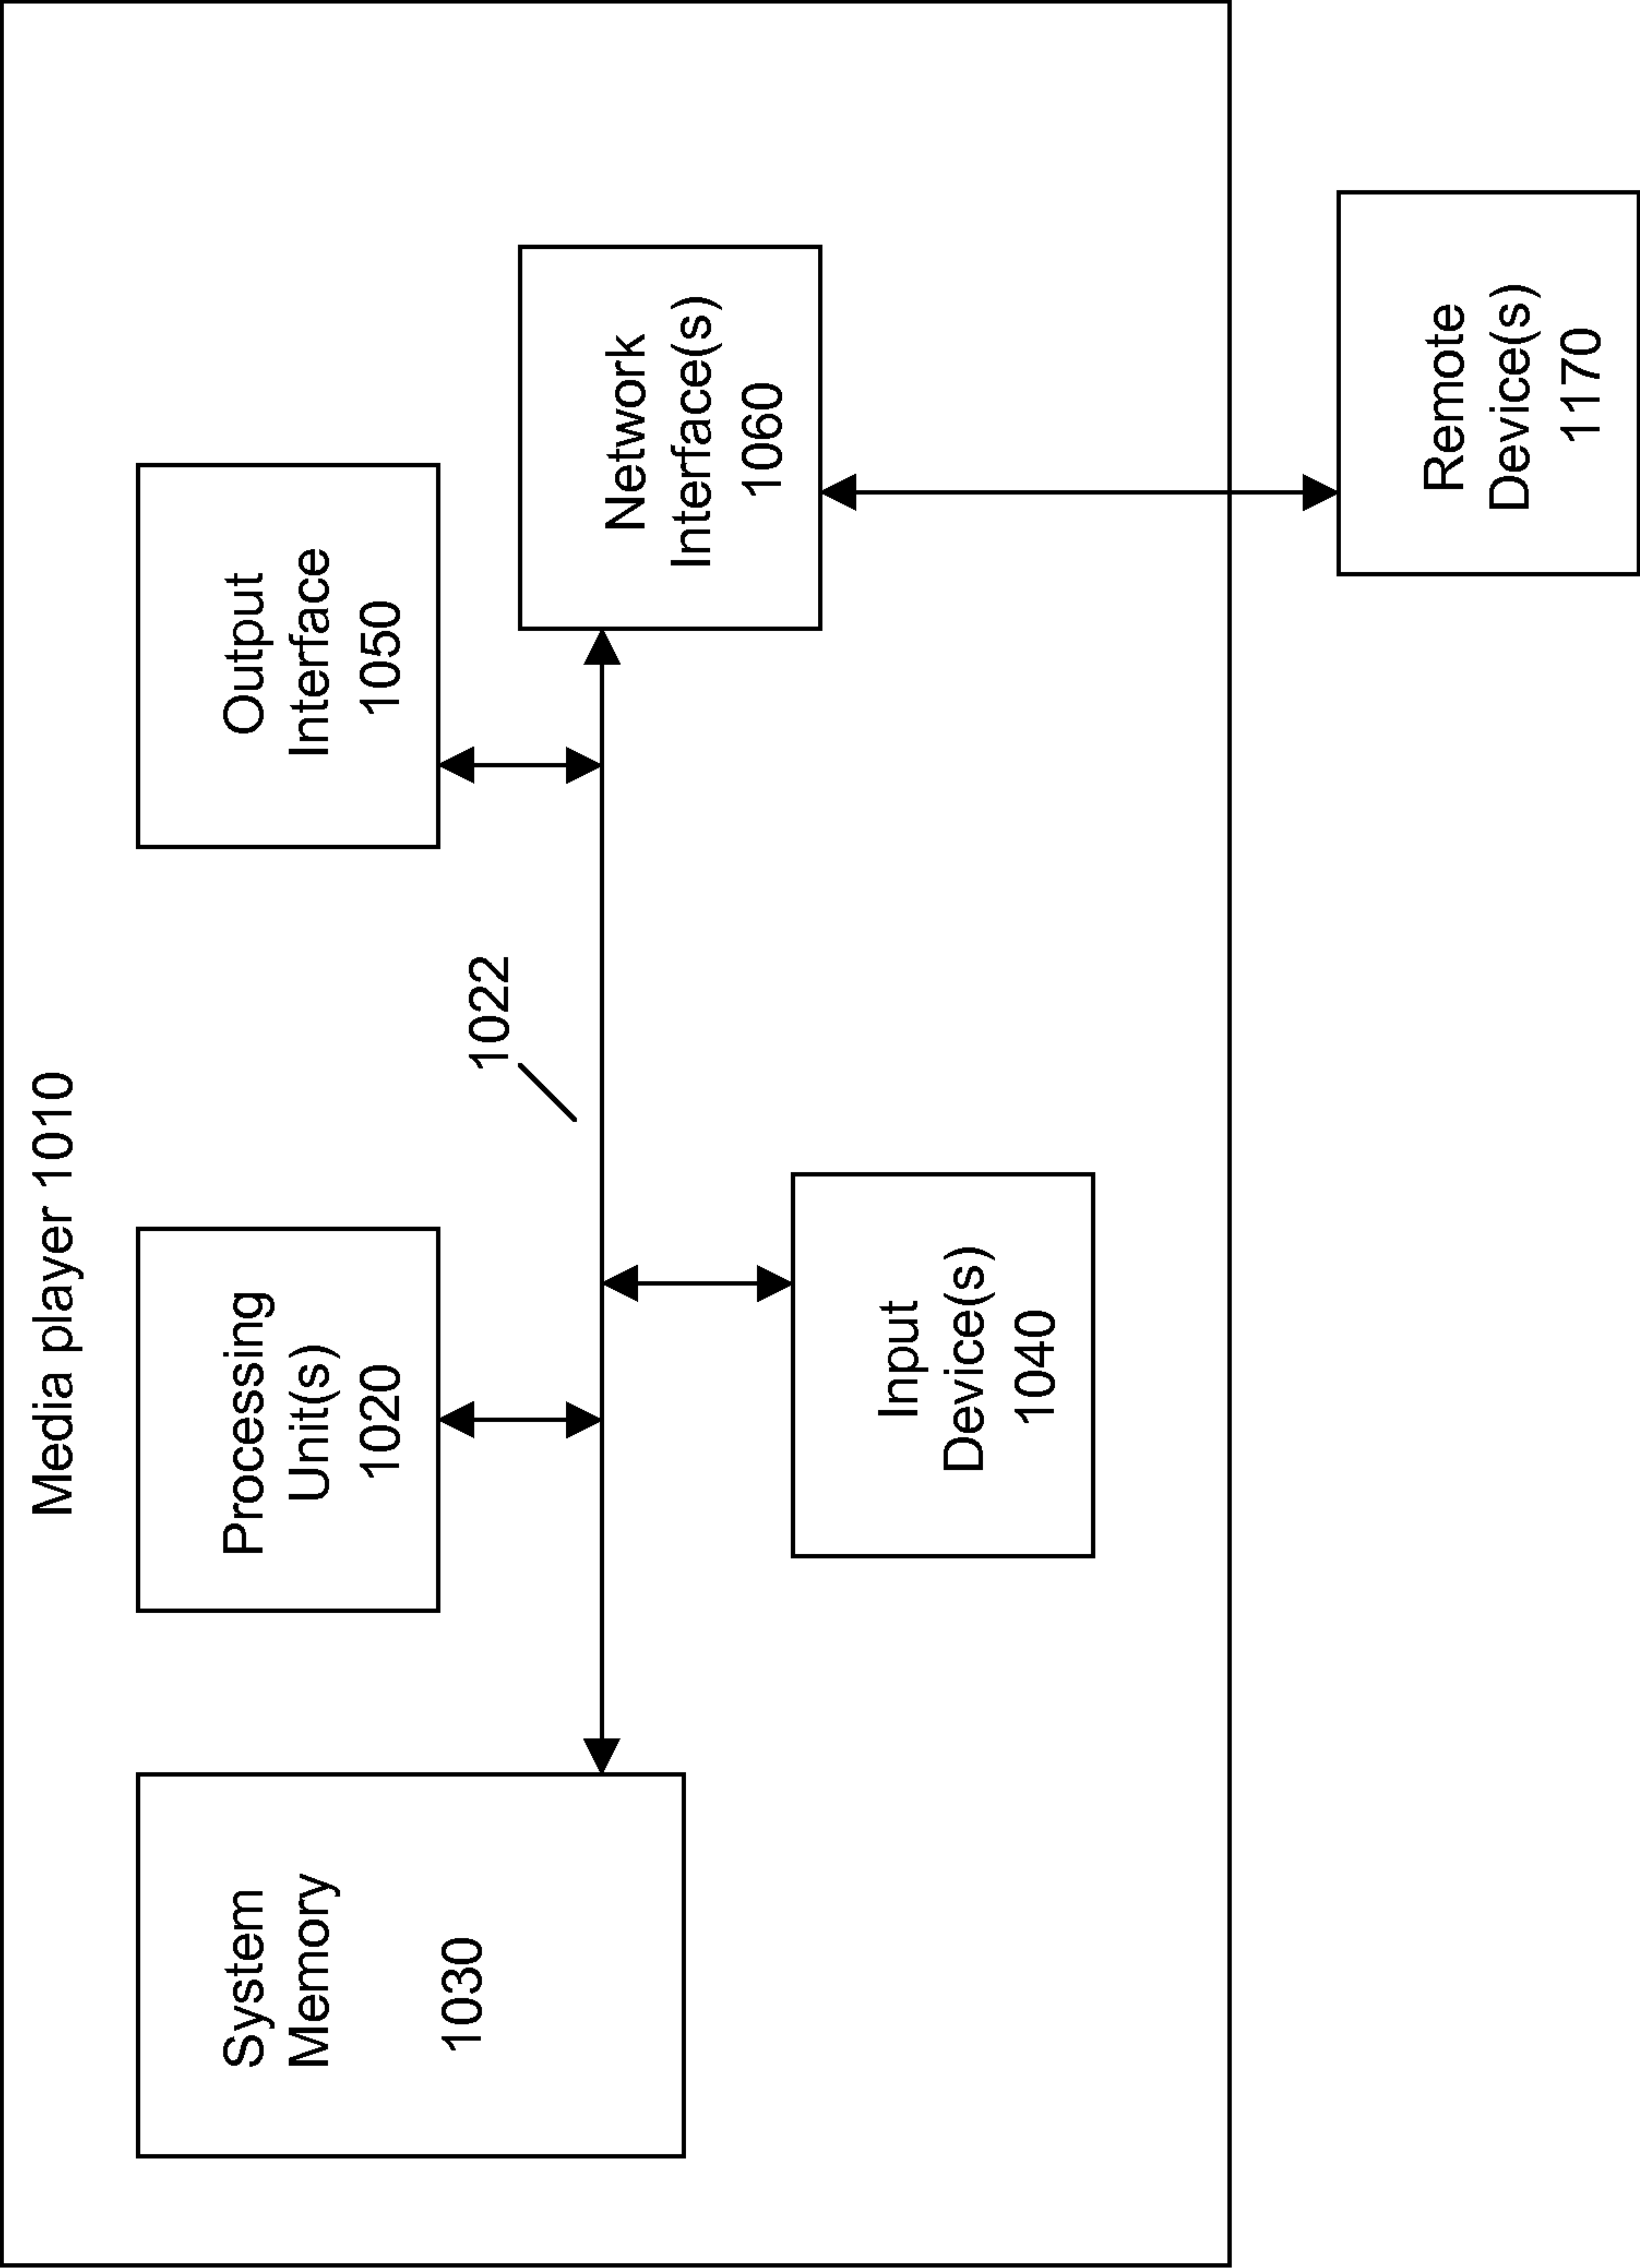 Media player 1010
System
Memory
1030
Processing
Unit(s)
1020
Output
Interface
1050
1022
Network
Interface(s)
1060
Input
Device(s)
1040
Remote
Device(s)
1170